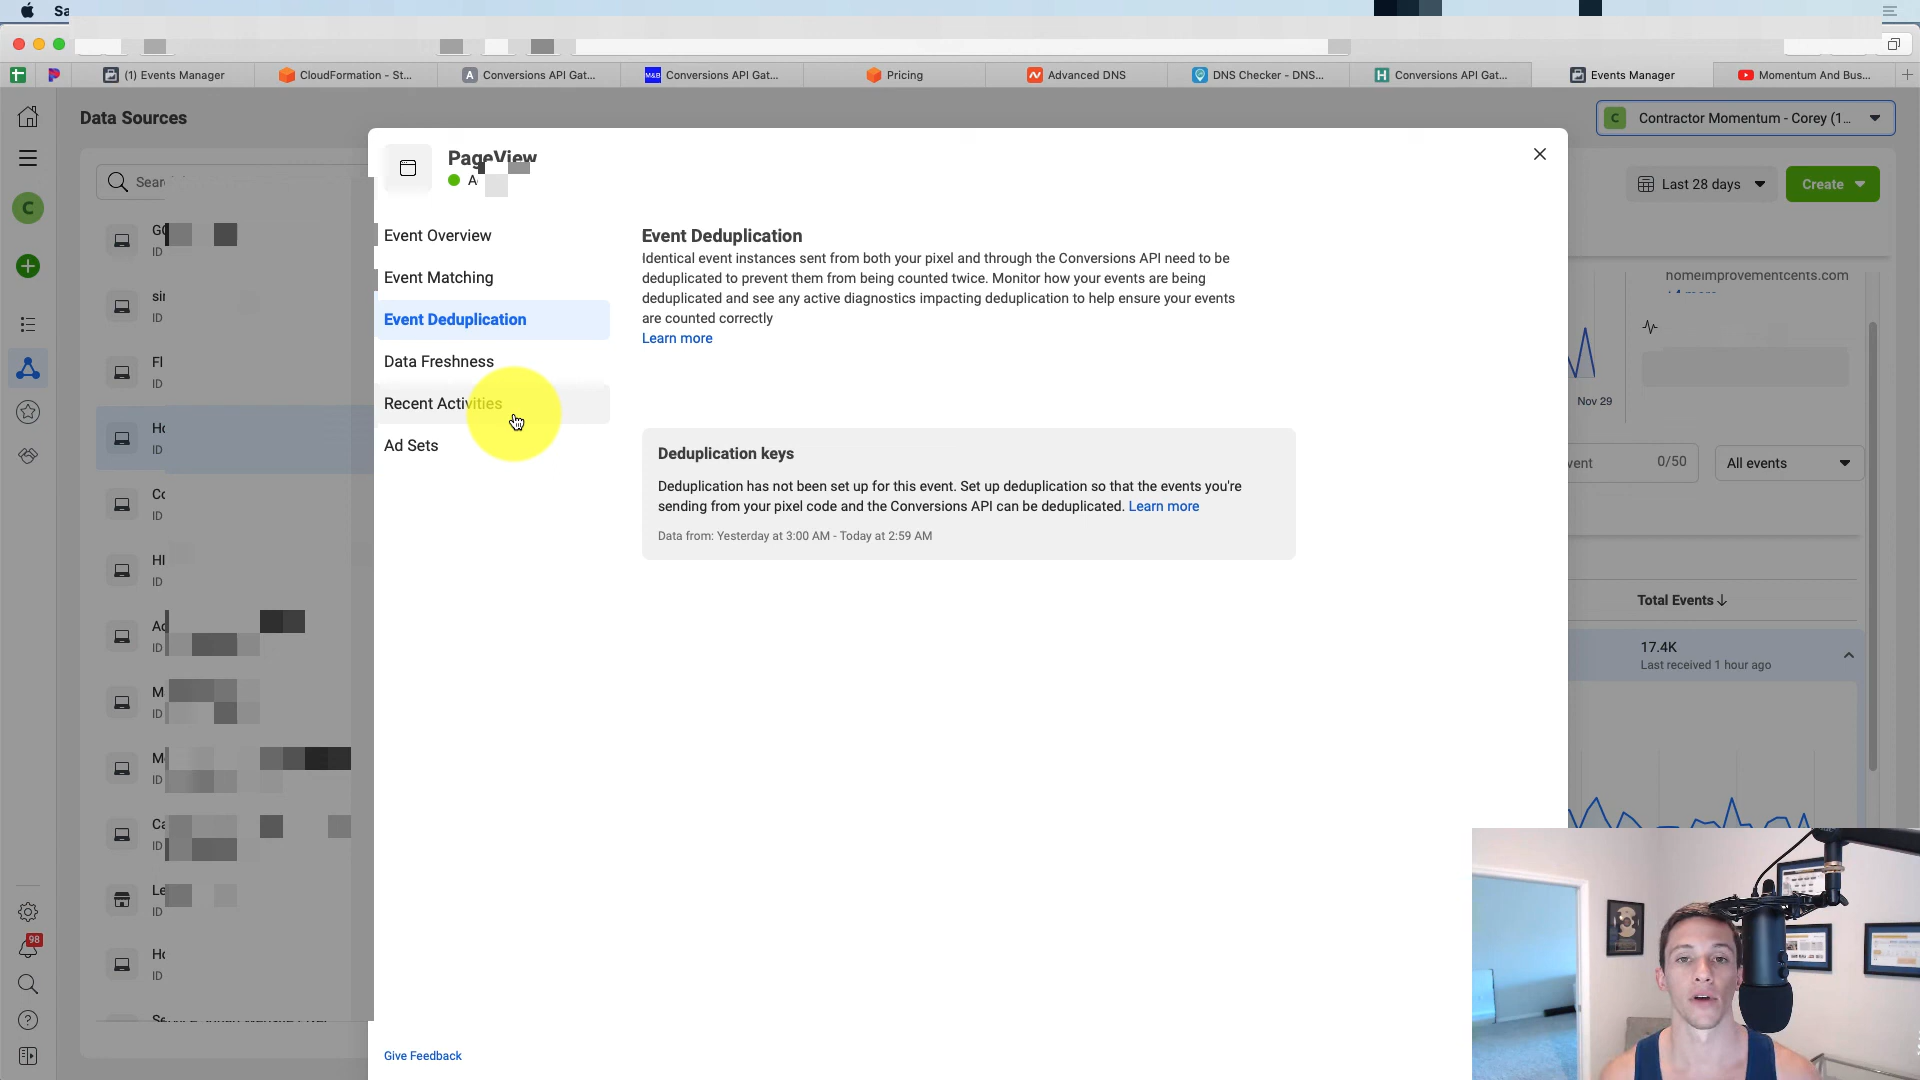 Sa
(1) Events Manager
CloudFormation - St...
Conversions API Gat...
M&B Conversions API Gat...
Pricing
Advanced DNS
DNS Checker - DNS...
Conversions API Gat...
Events Manager
Momentum And Bus...
Data Sources
C Contractor Momentum - Corey (1...
PageView
Last 28 days
Create
C
ID
Event Overview
Event Matching
Event Deduplication
Data Freshness
Recent Activities
Ad Sets
Event Deduplication
Identical event instances sent from both your pixel and through the Conversions API need to be
deduplicated to prevent them from being counted twice. Monitor how your events are being
deduplicated and see any active diagnostics impacting deduplication to help ensure your events
are counted correctly
Learn more
Deduplication keys
Deduplication has not been set up for this event. Set up deduplication so that the events you're
sending from your pixel code and the Conversions API can be deduplicated. Learn more
Data from: Yesterday at 3:00 AM - Today at 2:59 AM
homeimprovementcents.com
Nov 29
0/50
All events
Total Events
17.4K
Last received 1 hour ago
ID
ID
ID
ID
ID
ID
ID
ID
ID
ID
ID
98
Give Feedback